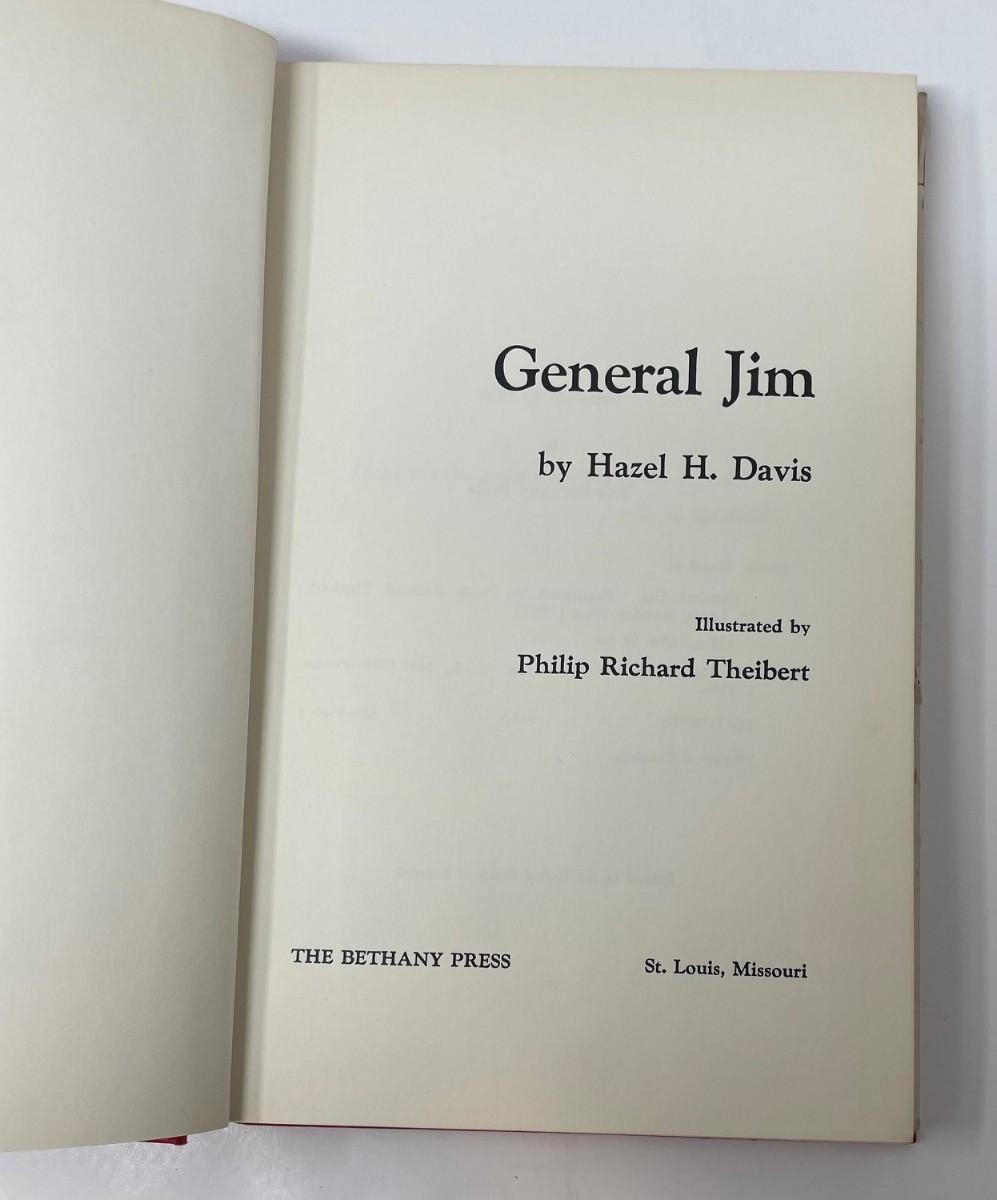 General Jim
by Hazel H. Davis
Illustrated by
Philip Richard Theibert
THE BETHANY PRESS
St. Louis, Missouri